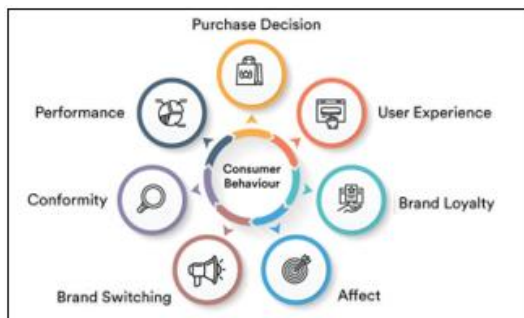 Purchase Decision
Performance
User Experience
Consumer
Behaviour
Conformity
Brand Loyalty
Brand Switching
Affect